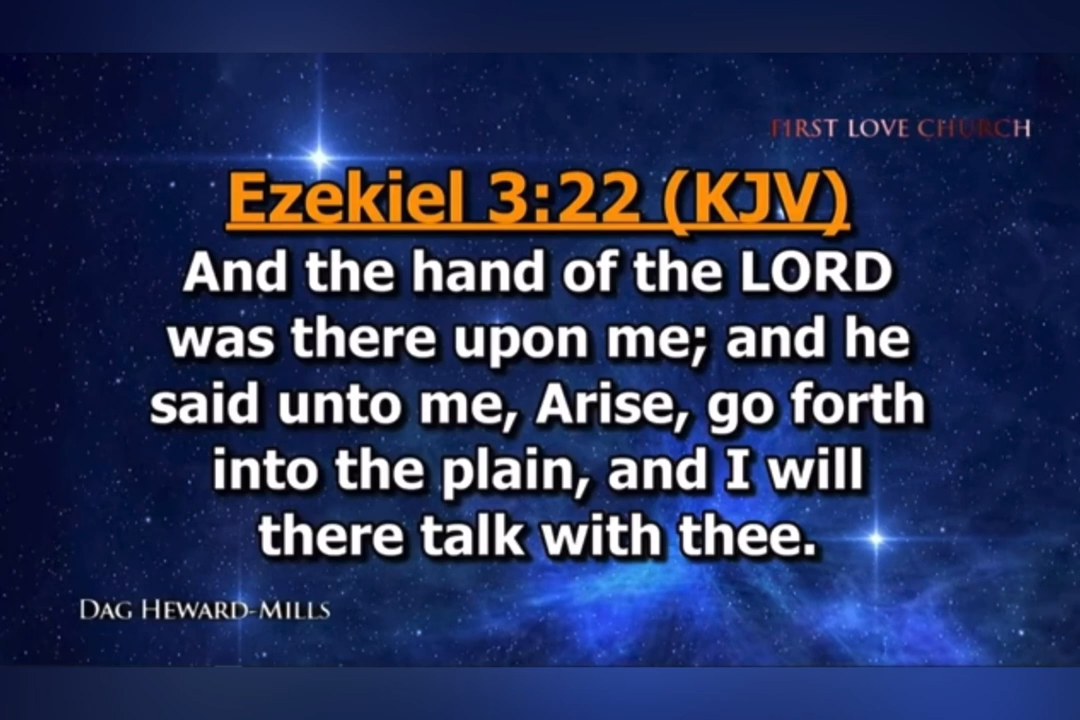 FIRST LOVE CHURCH
Ezekiel 3:22 (KJV)
And the hand of the LORD
was there upon me; and he
said unto me, Arise, go forth
into the plain, and I will
there talk with thee.
DAG HEWARD-MILLS